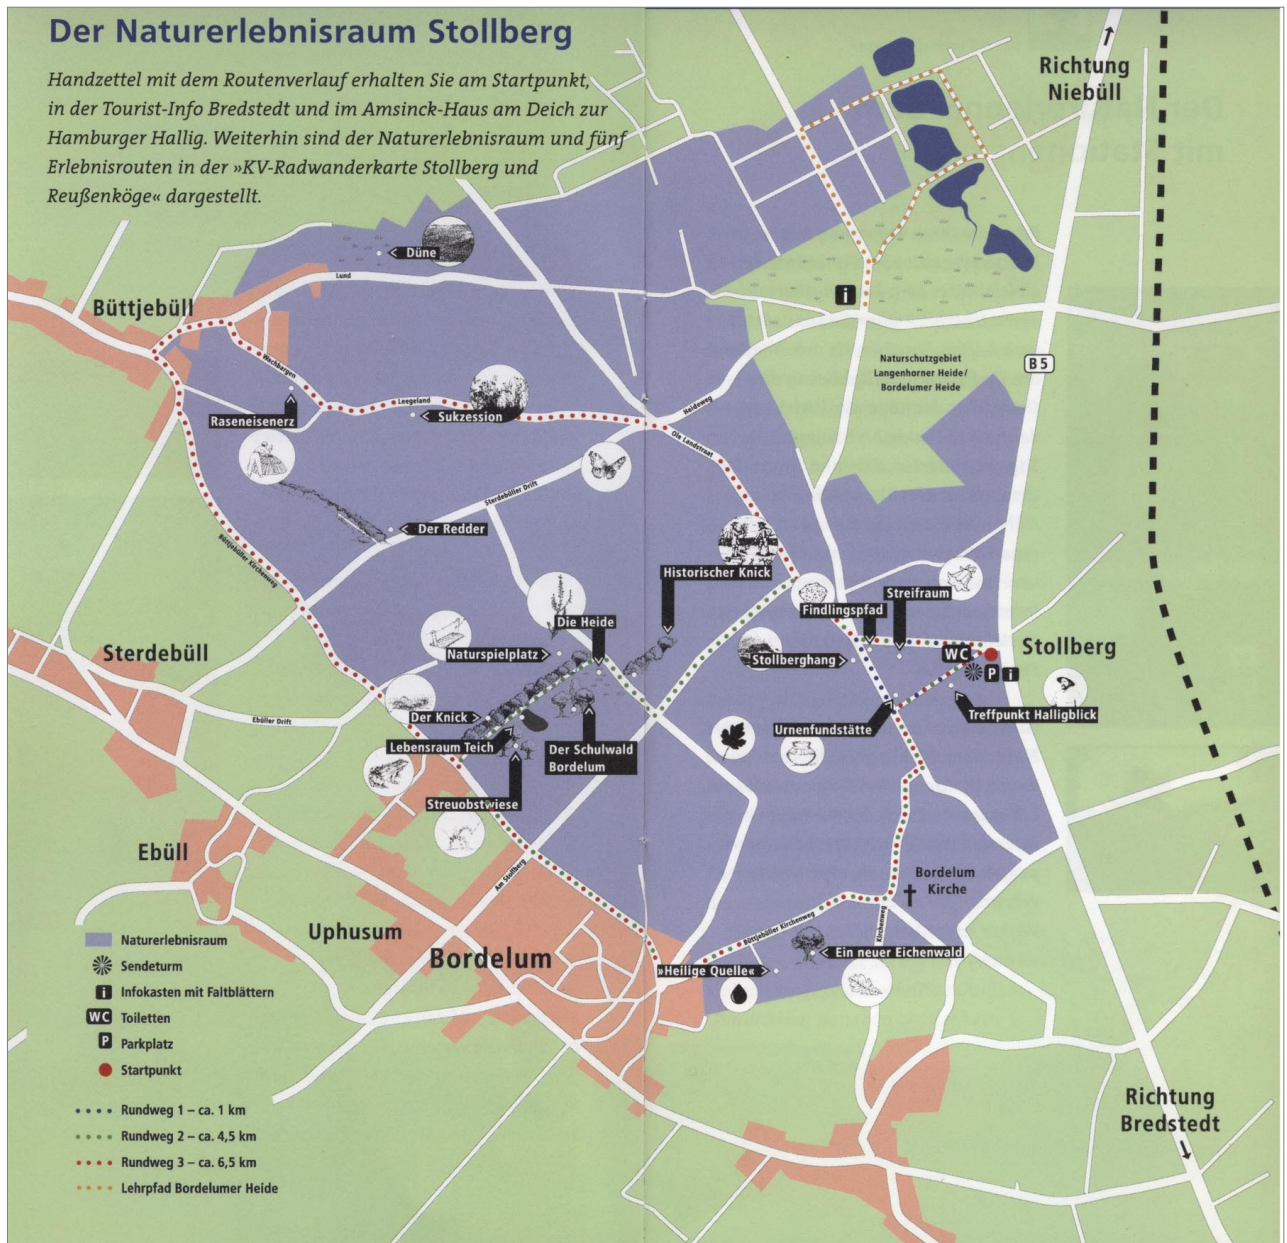 Der Naturerlebnisraum Stollberg
Handzettel mit dem Routenverlauf erhalten Sie am Startpunkt,
in der Tourist-Info Bredstedt und im Amsinck-Haus am Deich zur
Hamburger Hallig. Weiterhin sind der Naturerlebnisraum und fünf
Erlebnisrouten in der »KV-Radwanderkarte Stollberg und
Reußenköge« dargestellt.
Richtung
Niebüll
Düne
Lund
Büttjebüll
i
B 5
Naturschutzgebiet
Langenhorner Heide/
Bordelumer Heide
Wachbargen
Leegeland
Raseneisenerz
Sukzession
Heideweg
Ole Landstraat
Sterdebüller Drift
Der Redder
Büttjebüller Kirchenweg
Historischer Knick
Streifraum
Findlingspfad
Die Heide
Naturspielplatz
Stollberghang
WC
P
i
Stollberg
Sterdebüll
Ebüller Drift
Der Knick
Treffpunkt Halligblick
Urnenfundstätte
Lebensraum Teich
Der Schulwald
Bordelum
Streuobstwiese
Ebüll
Am Stollberg
Bordelum
Kirche
Uphusum
Bordelum
Büttjebüller Kirchenweg
Kirchenweg
Ein neuer Eichenwald
»Heilige Quelle«
Naturerlebnisraum
Sendeturm
i Infokasten mit Faltblättern
WC Toiletten
P Parkplatz
Startpunkt
Rundweg 1 – ca. 1 km
Rundweg 2 – ca. 4,5 km
Rundweg 3 – ca. 6,5 km
Lehrpfad Bordelumer Heide
Richtung
Bredstedt